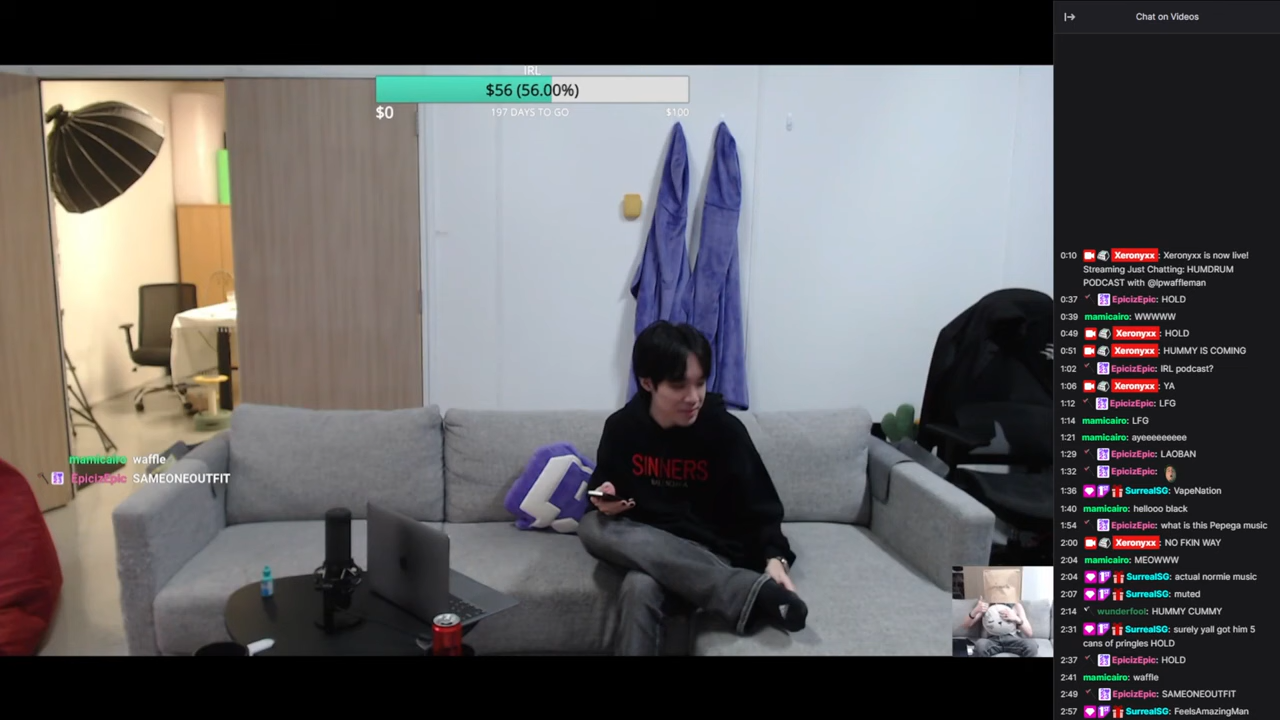 Chat on Videos
IRL
$56 (56.00%)
$0
197 DAYS TO GO
$100
SINNERS
mamicairo waffle
EpicizEpic SAMEONEOUTFIT
0:10 Xeronyxx : Xeronyxx is now live!
Streaming Just Chatting: HUMDRUM
PODCAST with @lpwaffleman
0:37 EpicizEpic: HOLD
0:39 mamicairo: WWWWW
0:49 Xeronyxx : HOLD
0:51 Xeronyxx : HUMMY IS COMING
1:02 EpicizEpic: IRL podcast?
1:06 Xeronyxx : YA
1:12 EpicizEpic: LFG
1:14 mamicairo: LFG
1:21 mamicairo: ayeeeeeeeee
1:29 EpicizEpic: LAOBAN
1:32 EpicizEpic:
1:36 SurrealSG: VapeNation
1:40 mamicairo: hellooo black
1:54 EpicizEpic: what is this Pepega music
2:00 Xeronyxx : NO FKIN WAY
2:04 mamicairo: MEOWWW
2:04 SurrealSG: actual normie music
2:07 SurrealSG: muted
2:14 wunderfool: HUMMY CUMMY
2:31 SurrealSG: surely yall got him 5
cans of pringles HOLD
2:37 EpicizEpic: HOLD
2:41 mamicairo: waffle
2:49 EpicizEpic: SAMEONEOUTFIT
2:57 SurrealSG: FeelsAmazingMan